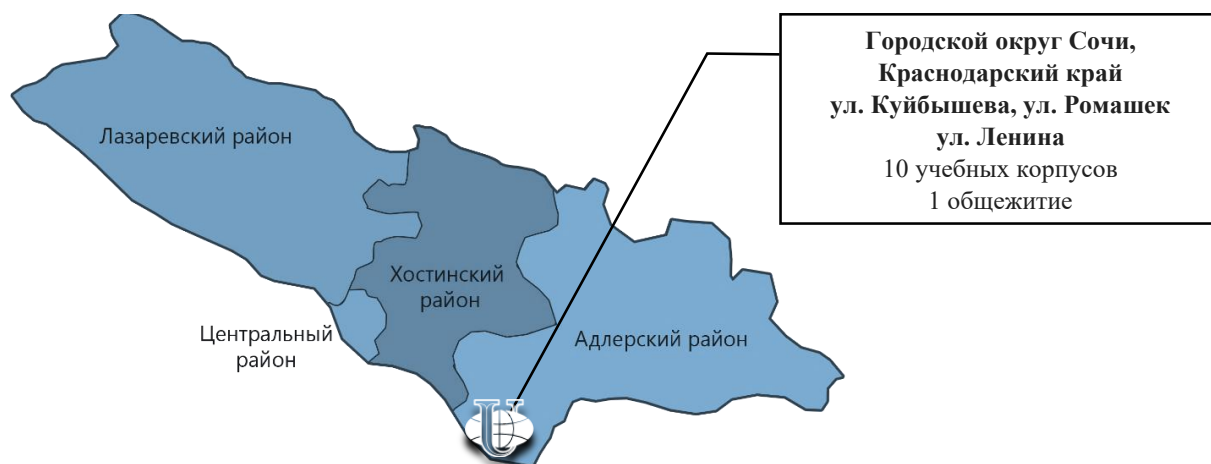 Городской округ Сочи,
Краснодарский край
ул. Куйбышева, ул. Ромашек
ул. Ленина
10 учебных корпусов
1 общежитие
Лазаревский район
Хостинский
район
Центральный
район
Адлерский район
U